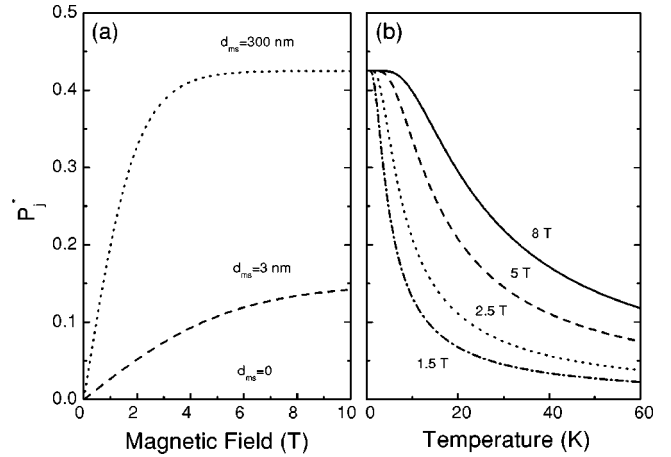 (a)
d_ms=300 nm
d_ms=3 nm
d_ms=0
0.5
0.4
0.3
0.2
0.1
0.0
P_j^*
0 2 4 6 8 10
Magnetic Field (T)
(b)
8 T
5 T
2.5 T
1.5 T
0 20 40 60
Temperature (K)